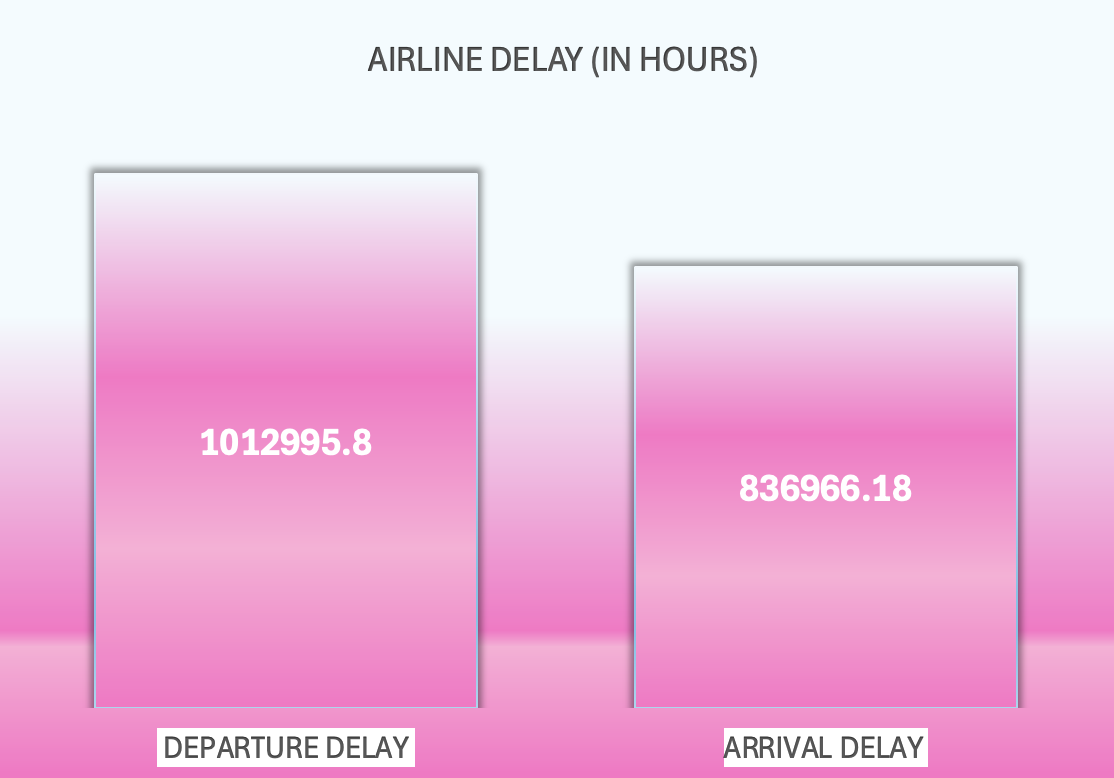 AIRLINE DELAY (IN HOURS)
1012995.8
836966.18
DEPARTURE DELAY
ARRIVAL DELAY